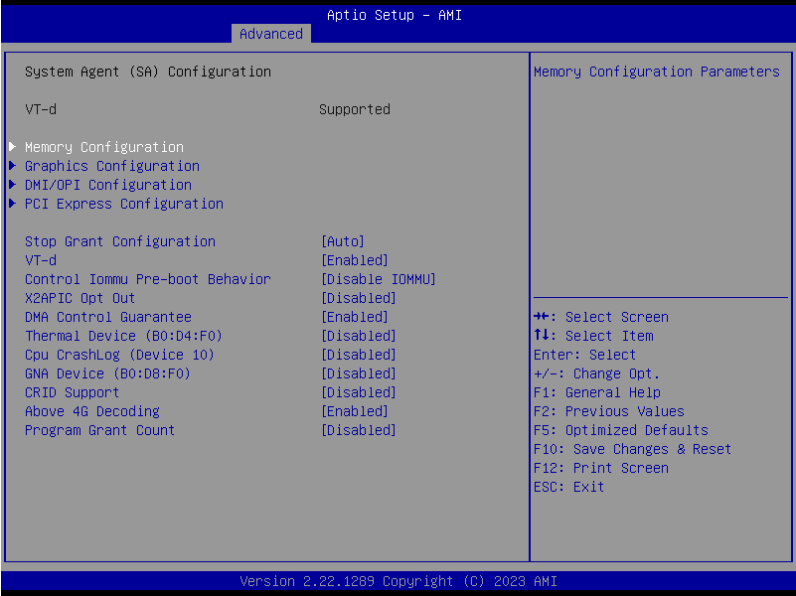 Aptio Setup - AMI
Advanced
System Agent (SA) Configuration
VT-d Supported
Memory Configuration
Graphics Configuration
DMI/OPI Configuration
PCI Express Configuration
Stop Grant Configuration [Auto]
VT-d [Enabled]
Control Iommu Pre-boot Behavior [Disable IOMMU]
X2APIC Opt Out [Disabled]
DMA Control Guarantee [Enabled]
Thermal Device (B0:D4:F0) [Disabled]
Cpu CrashLog (Device 10) [Disabled]
GNA Device (B0:D8:F0) [Disabled]
CRID Support [Disabled]
Above 4G Decoding [Enabled]
Program Grant Count [Disabled]
Memory Configuration Parameters
→←: Select Screen
↑↓: Select Item
Enter: Select
+/-: Change Opt.
F1: General Help
F2: Previous Values
F5: Optimized Defaults
F10: Save Changes & Reset
F12: Print Screen
ESC: Exit
Version 2.22.1289 Copyright (C) 2023 AMI